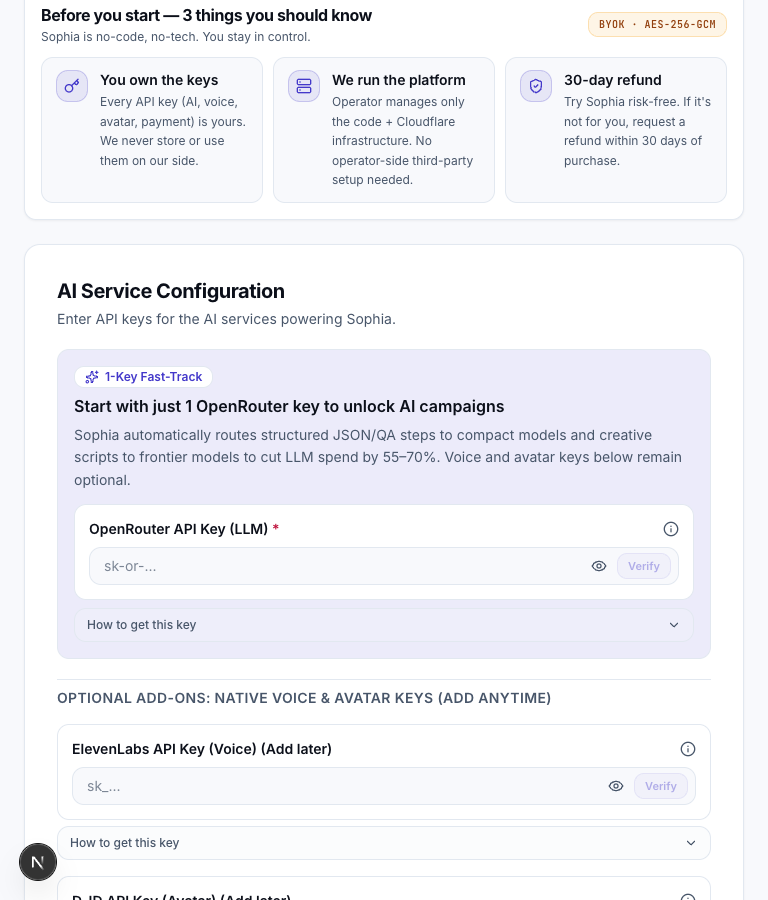 Before you start — 3 things you should know
Sophia is no-code, no-tech. You stay in control.
BYOK · AES-256-GCM
You own the keys
Every API key (AI, voice,
avatar, payment) is yours.
We never store or use
them on our side.
We run the platform
Operator manages only
the code + Cloudflare
infrastructure. No
operator-side third-party
setup needed.
30-day refund
Try Sophia risk-free. If it's
not for you, request a
refund within 30 days of
purchase.
AI Service Configuration
Enter API keys for the AI services powering Sophia.
1-Key Fast-Track
Start with just 1 OpenRouter key to unlock AI campaigns
Sophia automatically routes structured JSON/QA steps to compact models and creative
scripts to frontier models to cut LLM spend by 55–70%. Voice and avatar keys below remain
optional.
OpenRouter API Key (LLM) *
sk-or-...
Verify
How to get this key
OPTIONAL ADD-ONS: NATIVE VOICE & AVATAR KEYS (ADD ANYTIME)
ElevenLabs API Key (Voice) (Add later)
sk_...
Verify
How to get this key
N
D-ID API Key (Avatar) (Add later)